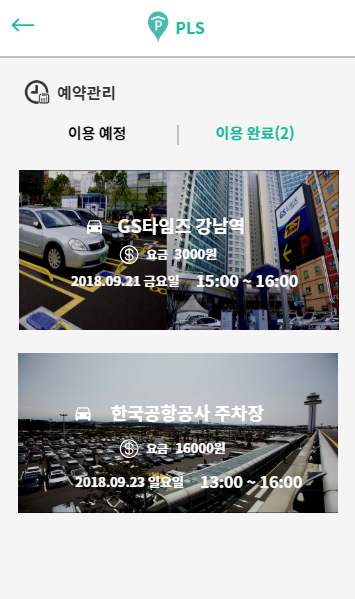 PLS
예약관리
이용 예정
이용 완료(2)
GS타임즈 강남역
요금 3000원
2018.09.21 금요일 15:00 ~ 16:00
한국공항공사 주차장
요금 16000원
2018.09.23 일요일 13:00 ~ 16:00